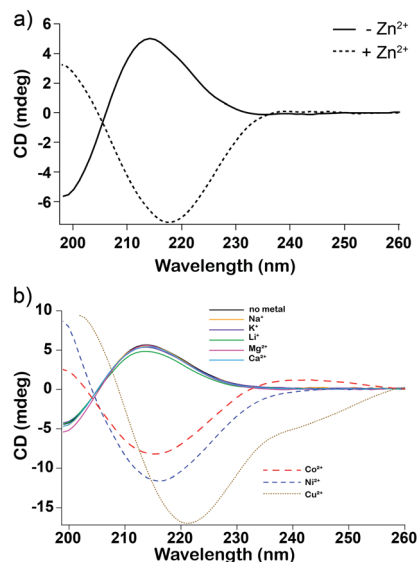 a)
- Zn²⁺
+ Zn²⁺
CD (mdeg)
6
4
2
0
-2
-4
-6
200 210 220 230 240 250 260
Wavelength (nm)
b)
no metal
Na⁺
K⁺
Li⁺
Mg²⁺
Ca²⁺
CD (mdeg)
10
5
0
-5
-10
-15
Co²⁺
Ni²⁺
Cu²⁺
200 210 220 230 240 250 260
Wavelength (nm)